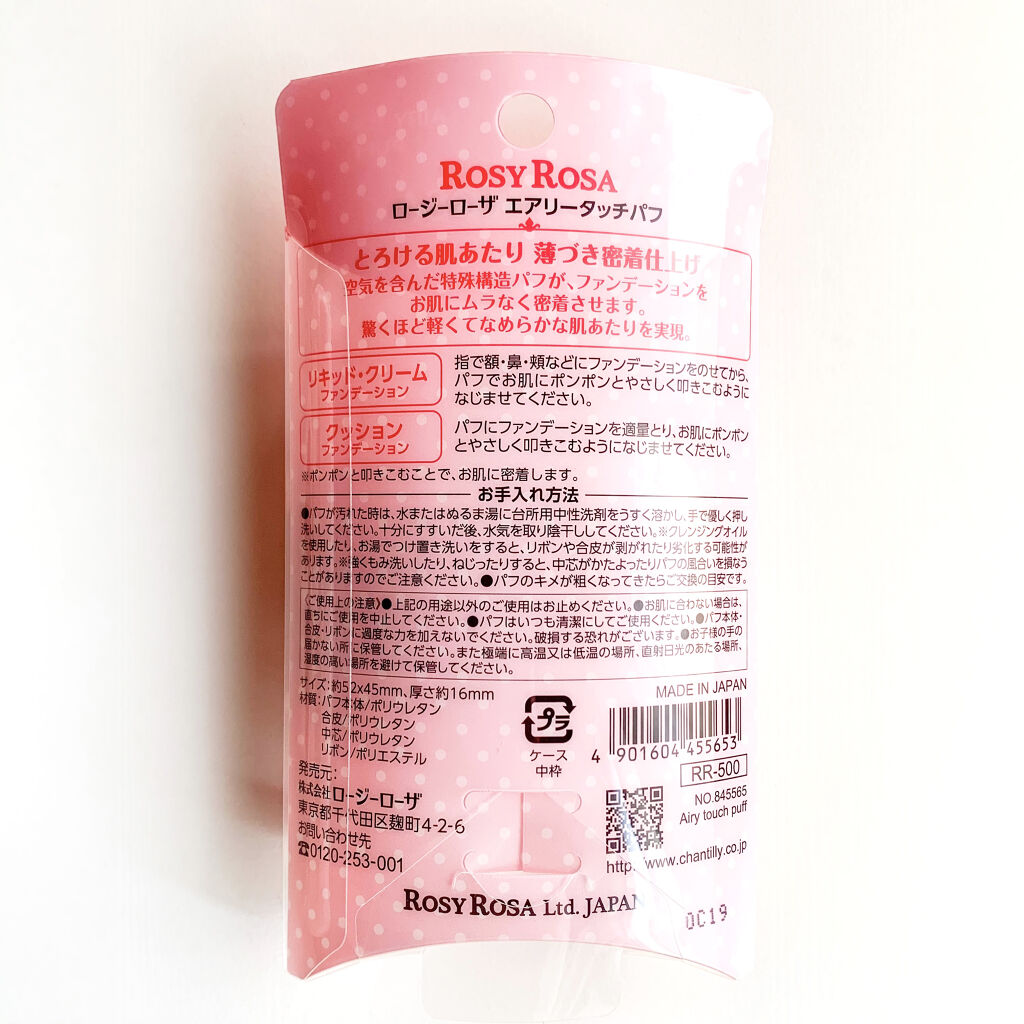 ROSY ROSA
ロージーローザ エアリータッチパフ
とろける肌あたり 薄づき密着仕上げ
空気を含んだ特殊構造パフが、ファンデーションを
お肌にムラなく密着させます。
驚くほど軽くてなめらかな肌あたりを実現。
リキッド・クリーム
ファンデーション
指で額・鼻・頬などにファンデーションをのせてから、
パフでお肌にポンポンとやさしく叩きこむように
なじませてください。
クッション
ファンデーション
パフにファンデーションを適量とり、お肌にポンポン
とやさしく叩きこむようになじませてください。
※ポンポンと叩きこむことで、お肌に密着します。
お手入れ方法
●パフが汚れた時は、水またはぬるま湯に台所用中性洗剤をうすく溶かし、手で優しく押し
洗いしてください。十分にすすいだ後、水気を取り陰干ししてください。※クレンジングオイル
を使用したり、お湯でつけ置き洗いをすると、リボンや合皮が剥がれたり劣化する可能性が
あります。※強くもみ洗いしたり、ねじったりすると、中芯がかたよったりパフの風合いを損なう
ことがありますのでご注意ください。●パフのキメが粗くなってきたらご交換の目安です。
〈ご使用上の注意〉●上記の用途以外のご使用はお止めください。●お肌に合わない場合は、
直ちにご使用を中止してください。●パフはいつも清潔にしてご使用ください。●パフ本体・
合皮・リボンに過度な力を加えないでください。破損する恐れがございます。●お子様の手の
届かない所に保管してください。また極端に高温又は低温の場所、直射日光のあたる場所、
湿度の高い場所を避けて保管してください。
サイズ:約52x45mm、厚さ約16mm
材質:パフ本体/ポリウレタン
合皮/ポリウレタン
中芯/ポリウレタン
リボン/ポリエステル
プラ
ケース
中枠
MADE IN JAPAN
4 901604 455653
RR-500
NO.845565
Airy touch puff
http://www.chantilly.co.jp
発売元:
株式会社ロージーローザ
東京都千代田区麹町4-2-6
お問い合わせ先
☎0120-253-001
ROSY ROSA Ltd. JAPAN
OC19